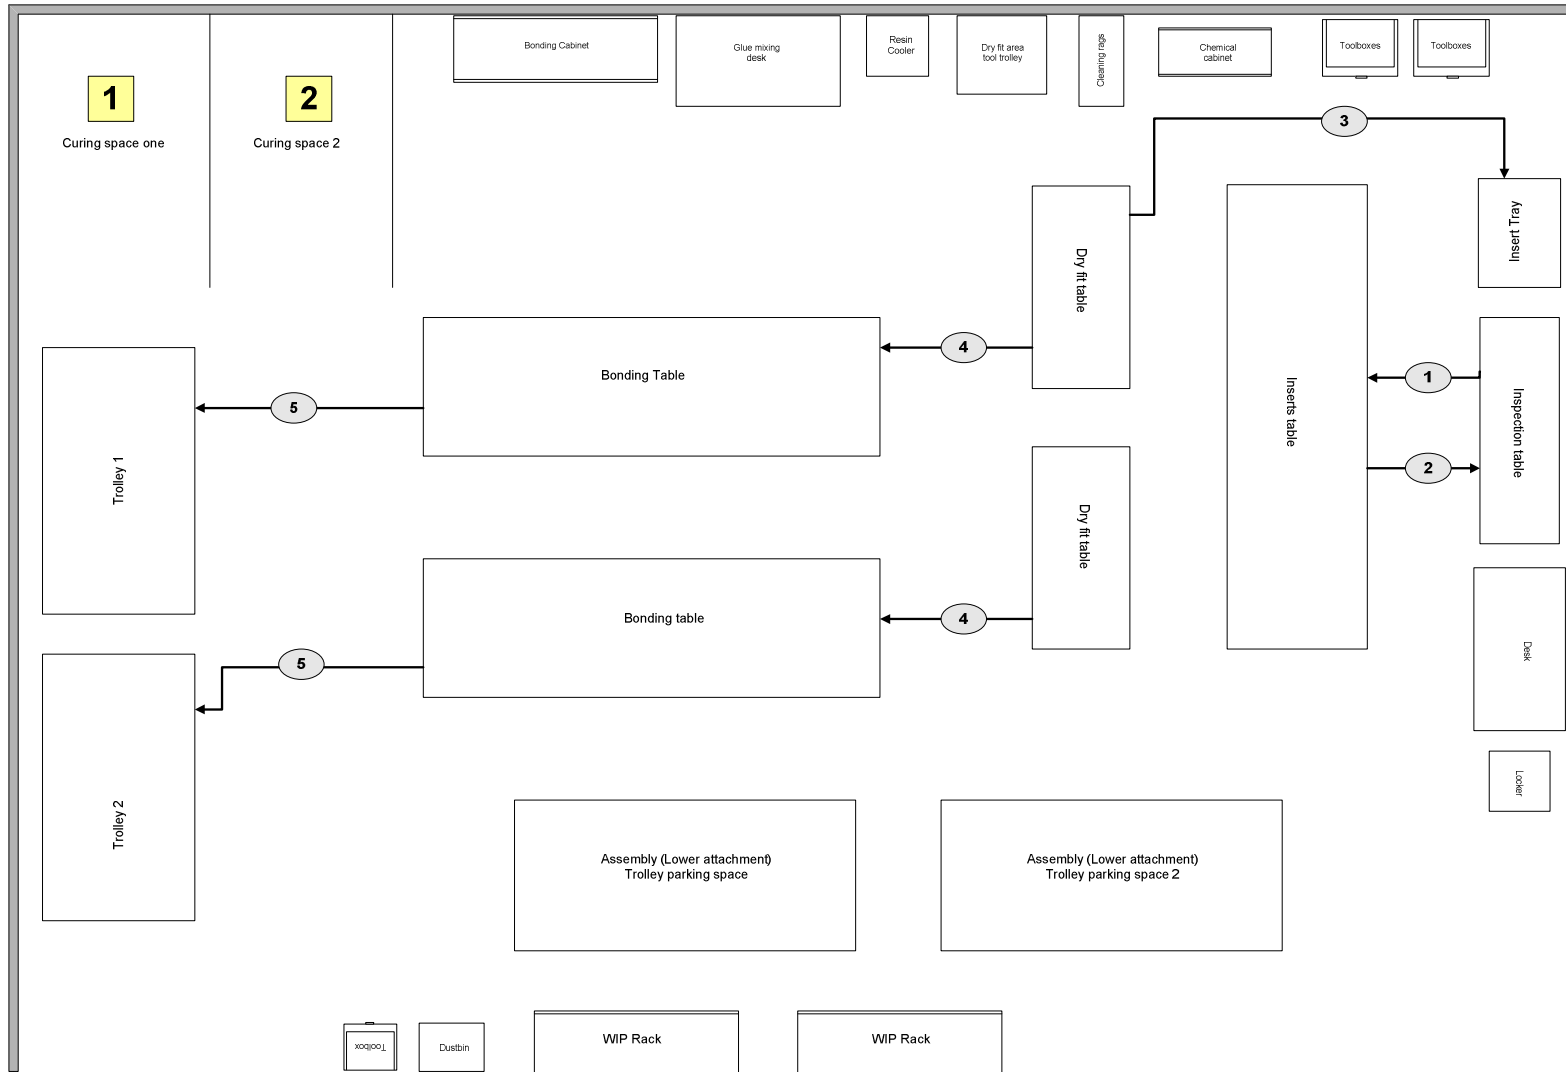 Bonding Cabinet
Glue mixing
desk
Resin
Cooler
Dry fit area
tool trolley
Cleaning rags
Chemical
cabinet
Toolboxes
Toolboxes
1
2
Curing space one
Curing space 2
3
Insert Tray
Dry fit table
4
Bonding Table
1
Inserts table
Inspection table
5
2
Trolley 1
Dry fit table
Bonding table
4
5
Desk
Locker
Trolley 2
Assembly (Lower attachment)
Trolley parking space
Assembly (Lower attachment)
Trolley parking space 2
Toolbox
Dustbin
WIP Rack
WIP Rack